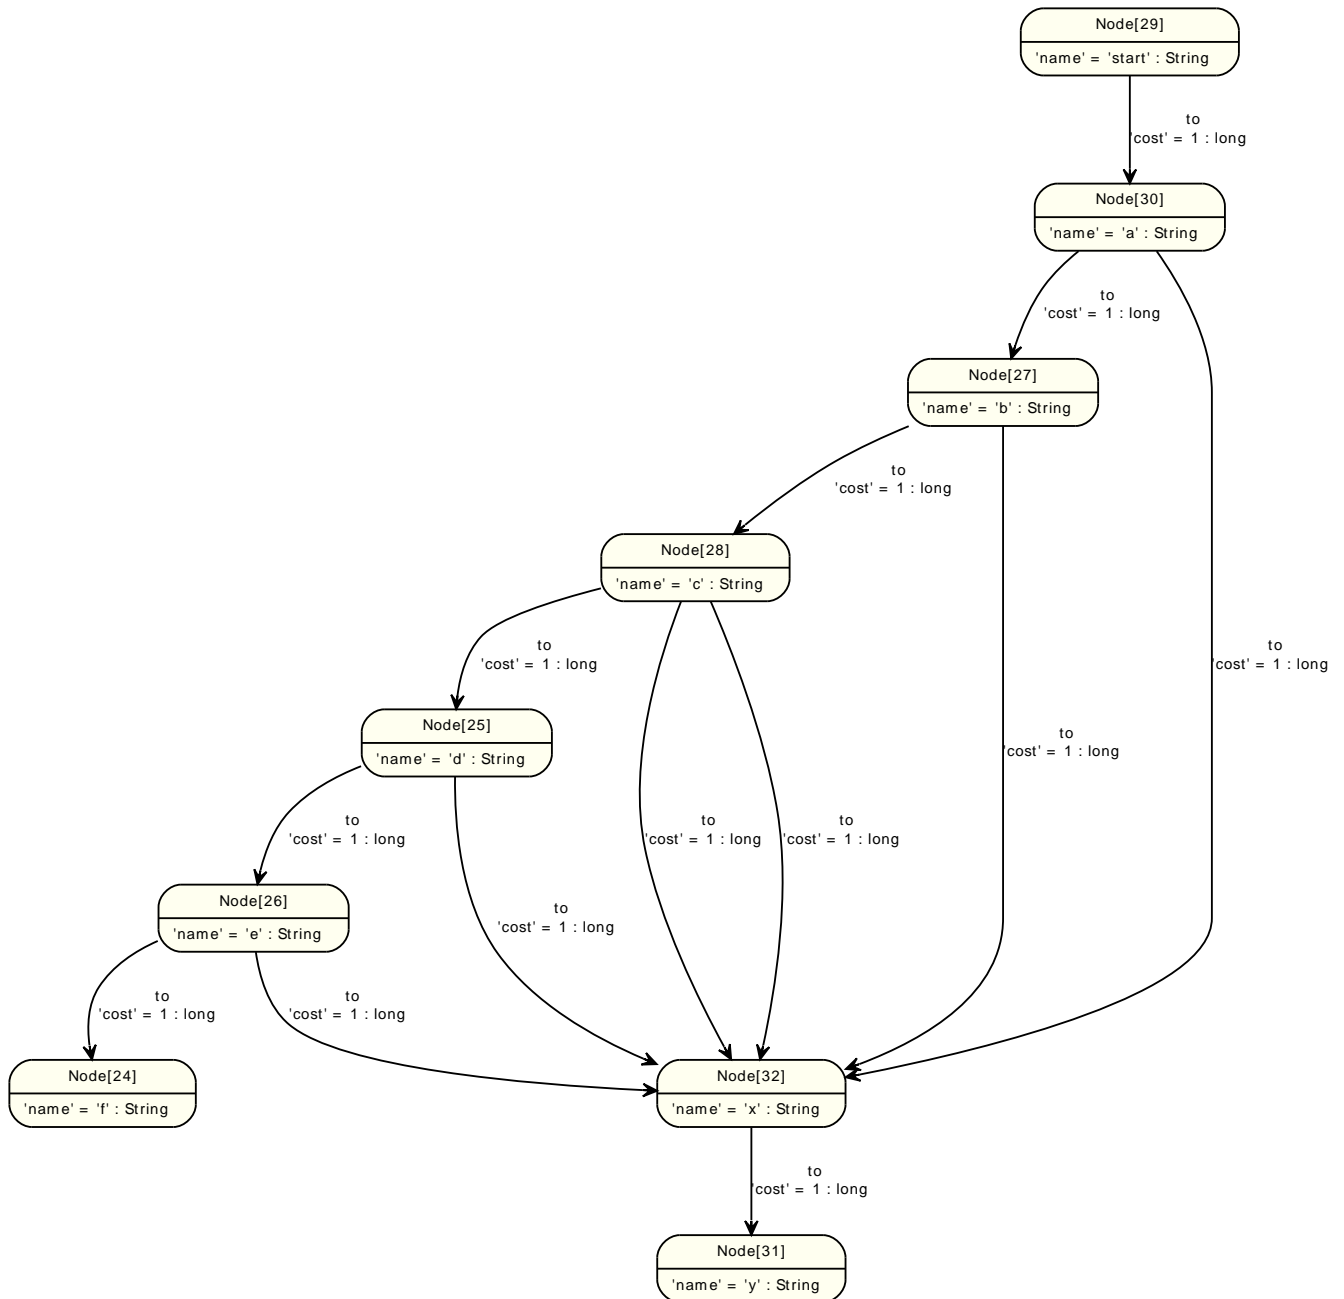 Node[29]
'name' = 'start' : String
to
'cost' = 1 : long
Node[30]
'name' = 'a' : String
to
'cost' = 1 : long
Node[27]
'name' = 'b' : String
to
'cost' = 1 : long
Node[28]
'name' = 'c' : String
to
'cost' = 1 : long
to
'cost' = 1 : long
Node[25]
'name' = 'd' : String
to
'cost' = 1 : long
to
'cost' = 1 : long
to
'cost' = 1 : long
to
'cost' = 1 : long
Node[26]
'name' = 'e' : String
to
'cost' = 1 : long
to
'cost' = 1 : long
to
'cost' = 1 : long
Node[24]
'name' = 'f' : String
Node[32]
'name' = 'x' : String
to
'cost' = 1 : long
Node[31]
'name' = 'y' : String